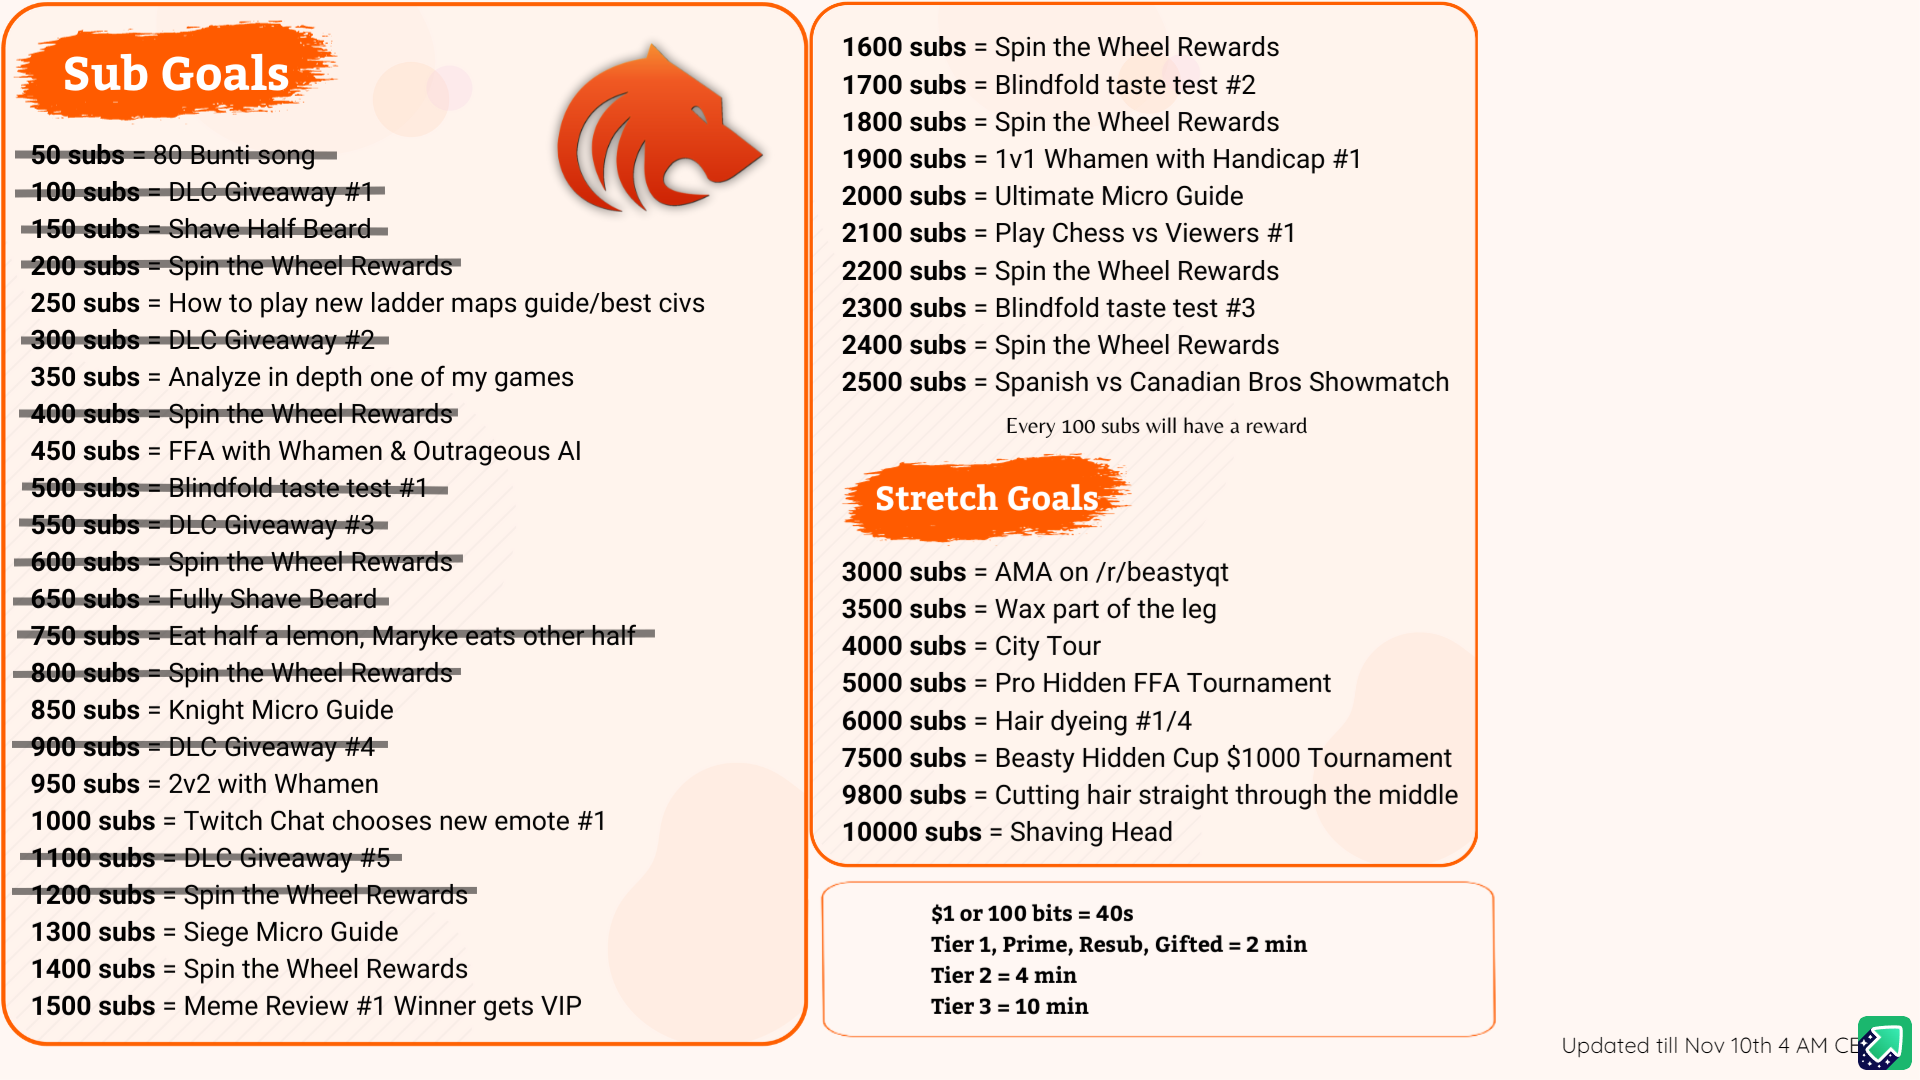 Sub Goals
50 subs = 80 Bunti song
100 subs = DLC Giveaway #1
150 subs = Shave Half Beard
200 subs = Spin the Wheel Rewards
250 subs = How to play new ladder maps guide/best civs
300 subs = DLC Giveaway #2
350 subs = Analyze in depth one of my games
400 subs = Spin the Wheel Rewards
450 subs = FFA with Whamen & Outrageous AI
500 subs = Blindfold taste test #1
550 subs = DLC Giveaway #3
600 subs = Spin the Wheel Rewards
650 subs = Fully Shave Beard
750 subs = Eat half a lemon, Maryke eats other half
800 subs = Spin the Wheel Rewards
850 subs = Knight Micro Guide
900 subs = DLC Giveaway #4
950 subs = 2v2 with Whamen
1000 subs = Twitch Chat chooses new emote #1
1100 subs = DLC Giveaway #5
1200 subs = Spin the Wheel Rewards
1300 subs = Siege Micro Guide
1400 subs = Spin the Wheel Rewards
1500 subs = Meme Review #1 Winner gets VIP
1600 subs = Spin the Wheel Rewards
1700 subs = Blindfold taste test #2
1800 subs = Spin the Wheel Rewards
1900 subs = 1v1 Whamen with Handicap #1
2000 subs = Ultimate Micro Guide
2100 subs = Play Chess vs Viewers #1
2200 subs = Spin the Wheel Rewards
2300 subs = Blindfold taste test #3
2400 subs = Spin the Wheel Rewards
2500 subs = Spanish vs Canadian Bros Showmatch
Every 100 subs will have a reward
Stretch Goals
3000 subs = AMA on /r/beastyqt
3500 subs = Wax part of the leg
4000 subs = City Tour
5000 subs = Pro Hidden FFA Tournament
6000 subs = Hair dyeing #1/4
7500 subs = Beasty Hidden Cup $1000 Tournament
9800 subs = Cutting hair straight through the middle
10000 subs = Shaving Head
$1 or 100 bits = 40s
Tier 1, Prime, Resub, Gifted = 2 min
Tier 2 = 4 min
Tier 3 = 10 min
Updated till Nov 10th 4 AM